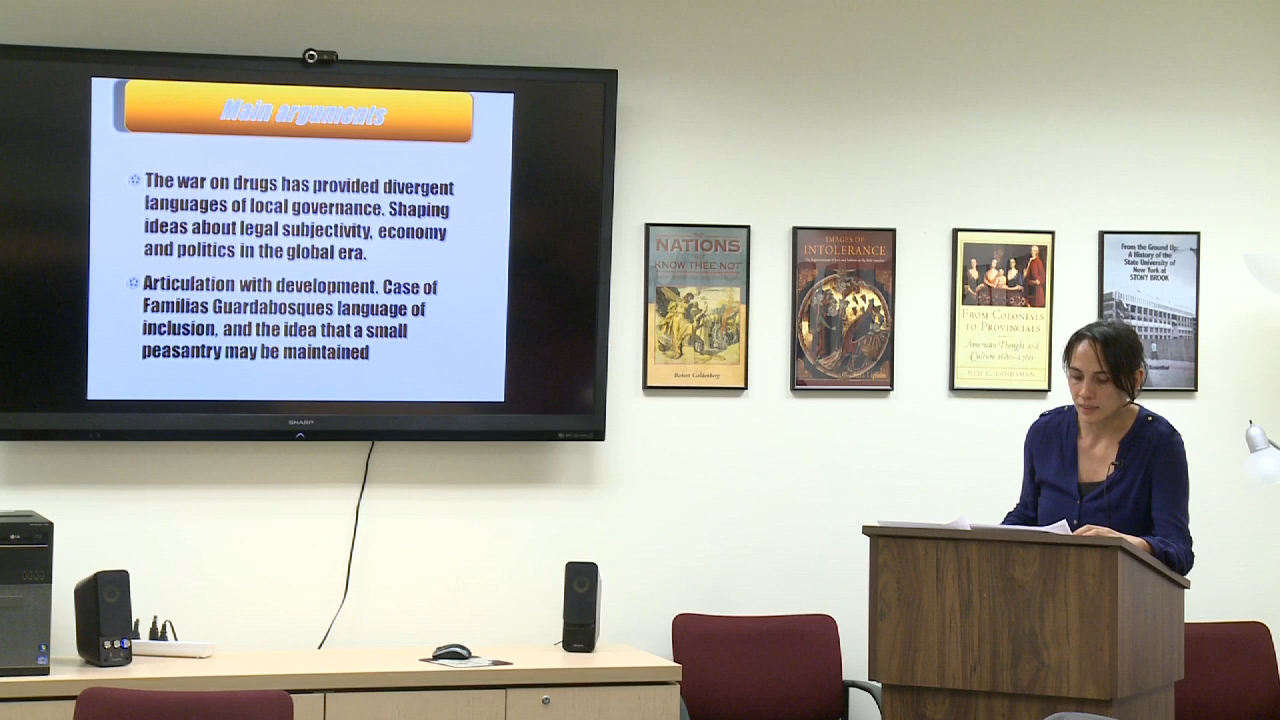 Main arguments
The war on drugs has provided divergent
languages of local governance. Shaping
ideas about legal subjectivity, economy
and politics in the global era.
Articulation with development. Case of
Familias Guardabosques language of
inclusion, and the idea that a small
peasantry may be maintained
SHARP
LG
NATIONS
KNOW THEE NOT
Robert Goldenberg
IMAGES OF
INTOLERANCE
FROM COLONIALS
TO PROVINCIALS
American Thought and
Culture 1680–1760
NED C. LANDSMAN
From the Ground Up:
A History of the
State University of
New York at
STONY BROOK